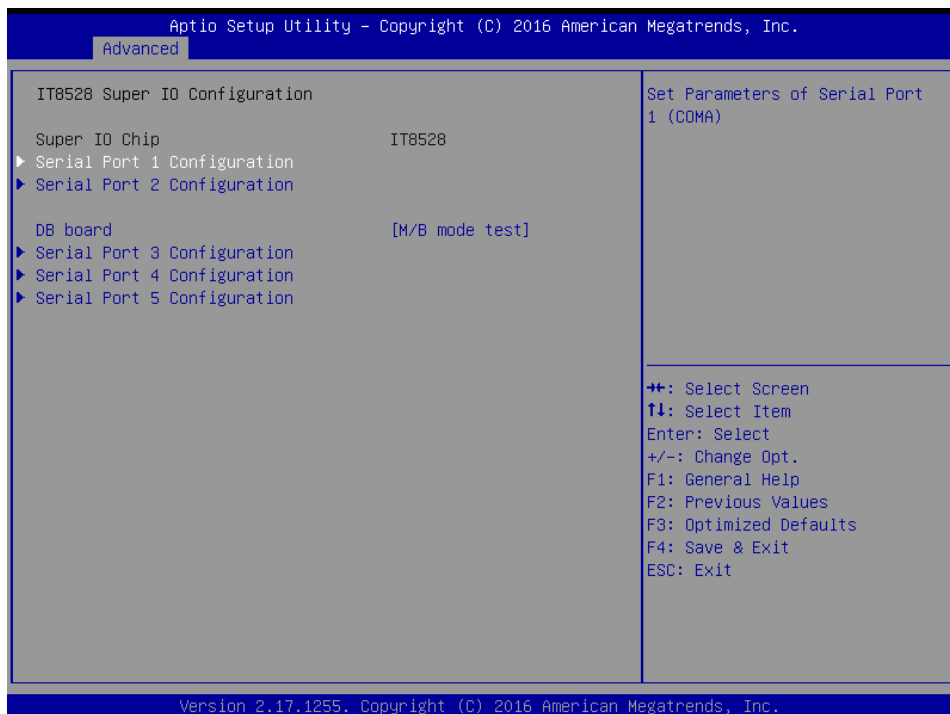 Aptio Setup Utility – Copyright (C) 2016 American Megatrends, Inc.
Advanced
IT8528 Super IO Configuration
Super IO Chip IT8528
Serial Port 1 Configuration
Serial Port 2 Configuration
DB board [M/B mode test]
Serial Port 3 Configuration
Serial Port 4 Configuration
Serial Port 5 Configuration
Set Parameters of Serial Port
1 (COMA)
→←: Select Screen
↑↓: Select Item
Enter: Select
+/-: Change Opt.
F1: General Help
F2: Previous Values
F3: Optimized Defaults
F4: Save & Exit
ESC: Exit
Version 2.17.1255. Copyright (C) 2016 American Megatrends, Inc.